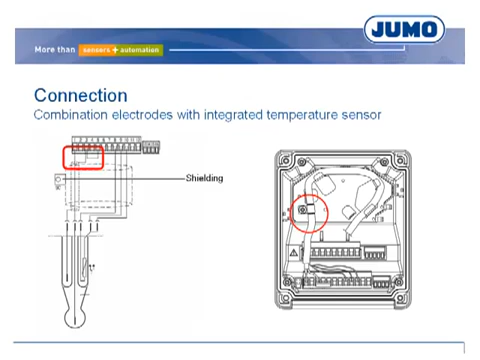 JUMO
More than sensors + automation
Connection
Combination electrodes with integrated temperature sensor
Shielding